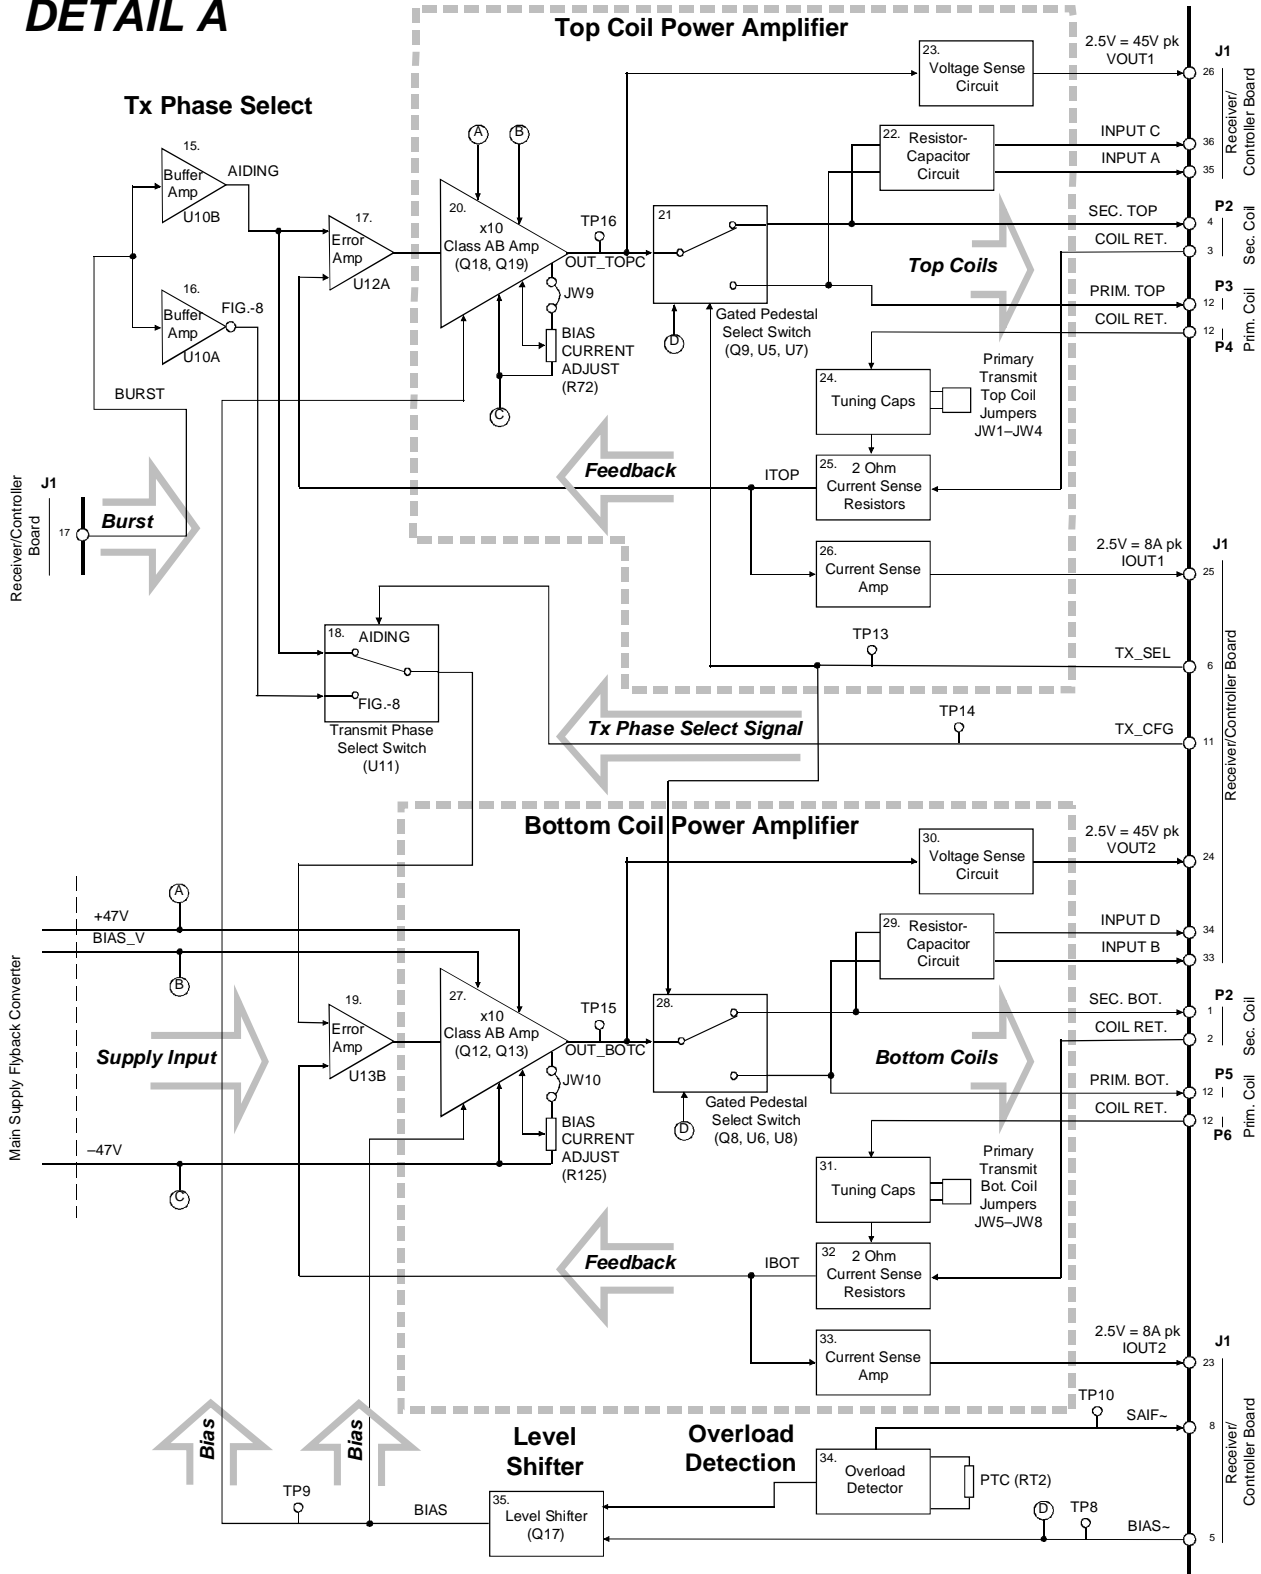 DETAIL A
Top Coil Power Amplifier
Tx Phase Select
23.
Voltage Sense
Circuit
2.5V = 45V pk
VOUT1
26
J1
Receiver/
Controller Board
A
B
22.
Resistor-
Capacitor
Circuit
INPUT C
36
INPUT A
35
15.
Buffer
Amp
U10B
AIDING
16.
Buffer
Amp
U10A
FIG.-8
BURST
17.
Error
Amp
U12A
20.
x10
Class AB Amp
(Q18, Q19)
TP16
OUT_TOPC
JW9
BIAS
CURRENT
ADJUST
(R72)
C
21
Gated Pedestal
Select Switch
(Q9, U5, U7)
D
Top Coils
SEC. TOP
4
COIL RET.
3
P2
Sec. Coil
PRIM. TOP
12
COIL RET.
12
P3
P4
Prim. Coil
24.
Tuning Caps
Primary
Transmit
Top Coil
Jumpers
JW1–JW4
Feedback
ITOP
25.
2 Ohm
Current Sense
Resistors
26.
Current Sense
Amp
2.5V = 8A pk
IOUT1
25
J1
Receiver/Controller Board
J1
17
Receiver/Controller
Board
Burst
TP13
TX_SEL
6
18.
AIDING
FIG.-8
Transmit Phase
Select Switch
(U11)
Tx Phase Select Signal
TP14
TX_CFG
11
Bottom Coil Power Amplifier
30.
Voltage Sense
Circuit
2.5V = 45V pk
VOUT2
24
29.
Resistor-
Capacitor
Circuit
INPUT D
34
INPUT B
33
A
+47V
BIAS_V
B
Main Supply Flyback Converter
Supply Input
–47V
C
19.
Error
Amp
U13B
27.
x10
Class AB Amp
(Q12, Q13)
TP15
OUT_BOTC
JW10
BIAS
CURRENT
ADJUST
(R125)
28.
Gated Pedestal
Select Switch
(Q8, U6, U8)
D
Bottom Coils
SEC. BOT.
1
COIL RET.
2
P2
Sec. Coil
PRIM. BOT.
12
COIL RET.
12
P5
P6
Prim. Coil
31.
Tuning Caps
Primary
Transmit
Bot. Coil
Jumpers
JW5–JW8
Feedback
IBOT
32
2 Ohm
Current Sense
Resistors
33.
Current Sense
Amp
2.5V = 8A pk
IOUT2
23
J1
Receiver/
Controller Board
Bias
Bias
TP9
BIAS
Level
Shifter
35.
Level Shifter
(Q17)
Overload
Detection
34.
Overload
Detector
PTC (RT2)
TP10
SAIF~
8
D
TP8
BIAS~
5